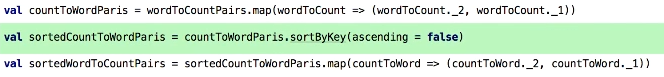 val countToWordParis = wordToCountPairs.map(wordToCount => (wordToCount._2, wordToCount._1))
val sortedCountToWordParis = countToWordParis.sortByKey(ascending = false)
val sortedWordToCountPairs = sortedCountToWordParis.map(countToWord => (countToWord._2, countToWord._1))